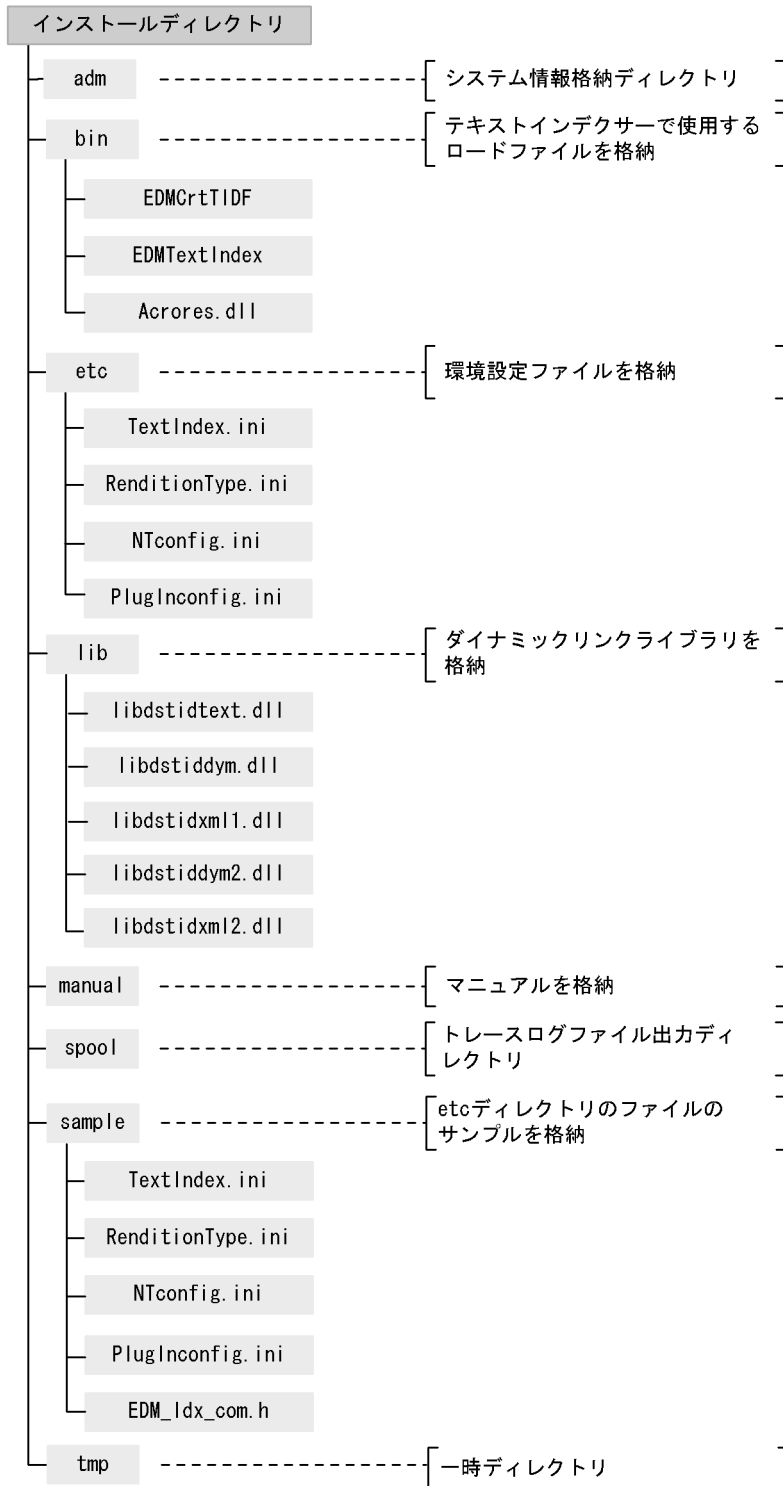 インストールディレクトリ
adm
システム情報格納ディレクトリ
bin
テキストインデクサーで使用する
ロードファイルを格納
EDMCrtTIDF
EDMTextIndex
Acrores.dll
etc
環境設定ファイルを格納
TextIndex.ini
RenditionType.ini
NTconfig.ini
PlugInconfig.ini
lib
ダイナミックリンクライブラリを
格納
libdstidtext.dll
libdstiddym.dll
libdstidxml1.dll
libdstiddym2.dll
libdstidxml2.dll
manual
マニュアルを格納
spool
トレースログファイル出力ディ
レクトリ
sample
etcディレクトリのファイルの
サンプルを格納
TextIndex.ini
RenditionType.ini
NTconfig.ini
PlugInconfig.ini
EDM_Idx_com.h
tmp
一時ディレクトリ